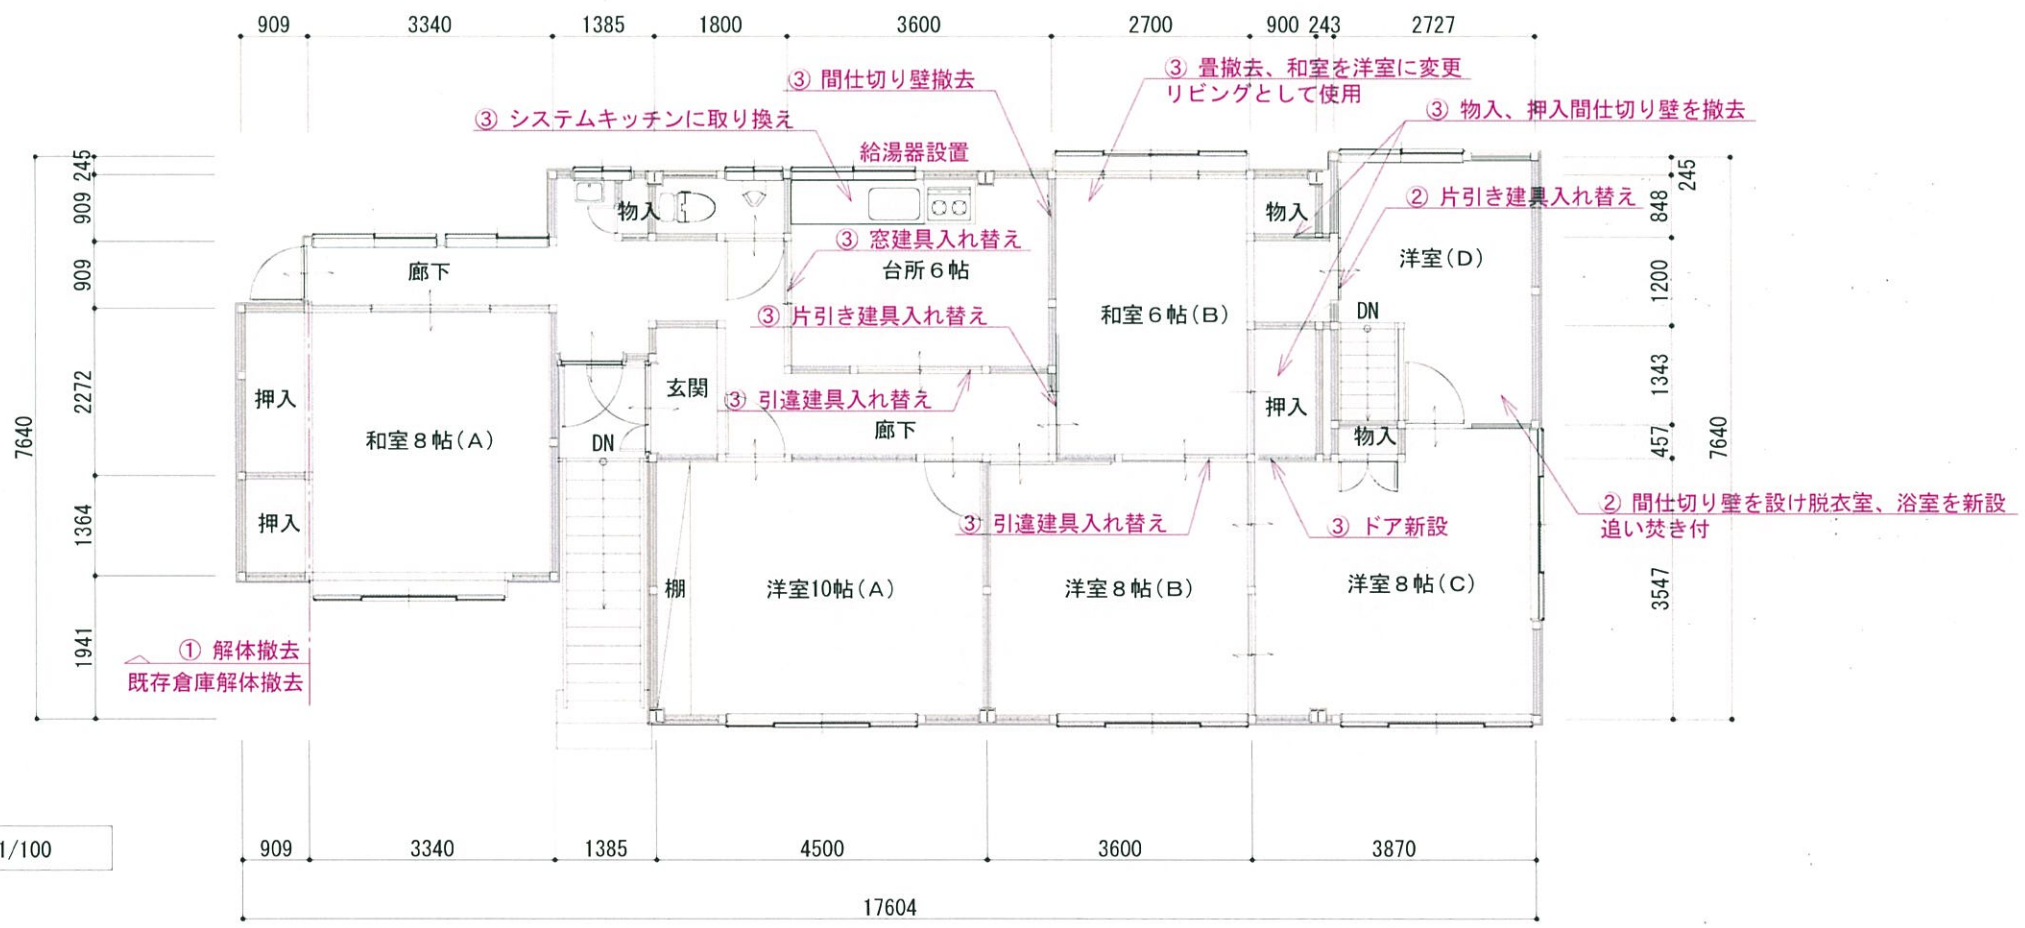 909
3340
1385
1800
3600
2700
900
243
2727
③ 間仕切り壁撤去
③ 畳撤去、和室を洋室に変更
リビングとして使用
③ システムキッチンに取り換え
③ 物入、押入間仕切り壁を撤去
給湯器設置
② 片引き建具入れ替え
物入
物入
③ 窓建具入れ替え
台所6帖
洋室(D)
廊下
③ 片引き建具入れ替え
和室6帖(B)
DN
玄関
③ 引違建具入れ替え
押入
押入
廊下
物入
和室8帖(A)
DN
押入
③ 引違建具入れ替え
③ ドア新設
② 間仕切り壁を設け脱衣室、浴室を新設
追い焚き付
棚
洋室10帖(A)
洋室8帖(B)
洋室8帖(C)
① 解体撤去
既存倉庫解体撤去
7640
245
909
909
2272
1364
1941
245
848
1200
1343
457
3547
7640
1/100
909
3340
1385
4500
3600
3870
17604